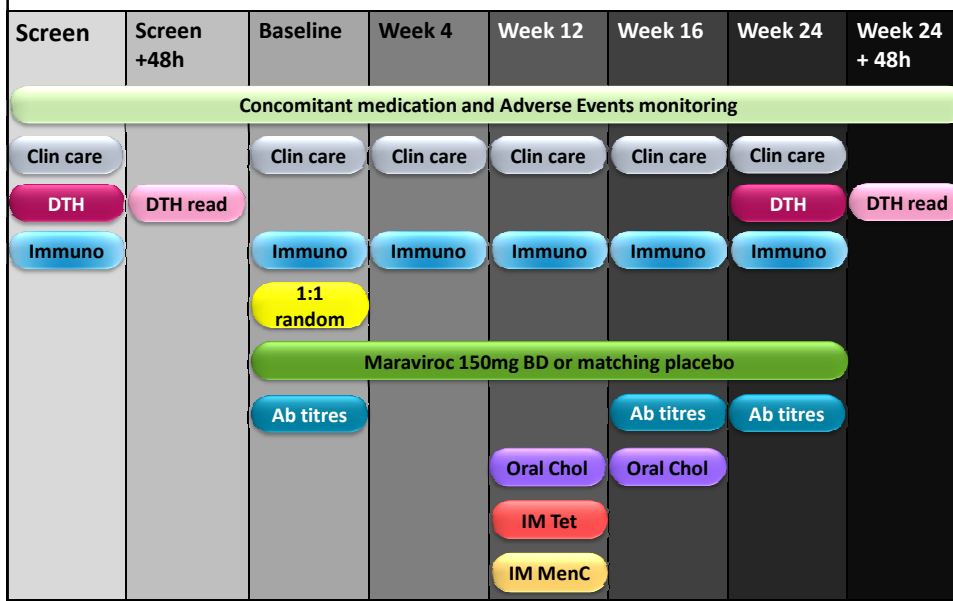 Screen Screen Baseline Week 4 Week 12 Week 16 Week 24 Week 24
+48h + 48h
Concomitant medication and Adverse Events monitoring
Clin care Clin care Clin care Clin care Clin care Clin care
DTH DTH read DTH DTH read
Immuno Immuno Immuno Immuno Immuno Immuno
1:1
random
Maraviroc 150mg BD or matching placebo
Ab titres Ab titres Ab titres
Oral Chol Oral Chol
IM Tet
IM MenC